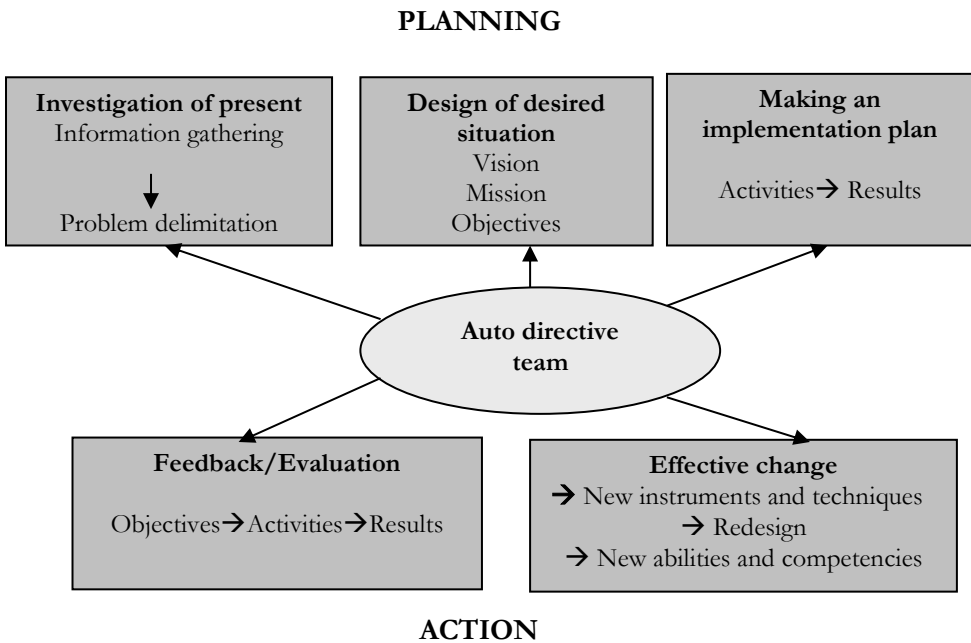 PLANNING
Investigation of present
Information gathering
Problem delimitation
Design of desired
situation
Vision
Mission
Objectives
Making an
implementation plan
Activities → Results
Auto directive
team
Feedback/Evaluation
Objectives → Activities → Results
Effective change
→ New instruments and techniques
→ Redesign
→ New abilities and competencies
ACTION